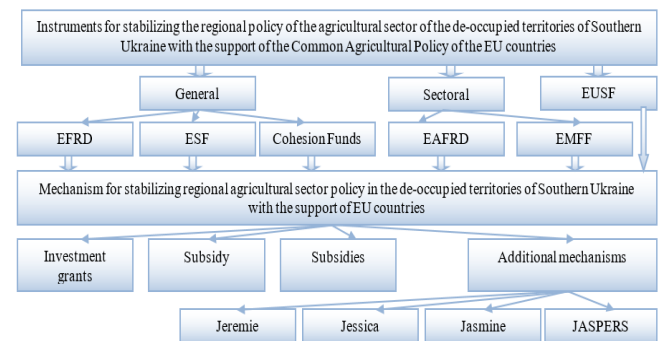 Instruments for stabilizing the regional policy of the agricultural sector of the de-occupied territories of Southern
Ukraine with the support of the Common Agricultural Policy of the EU countries
General
Sectoral
EUSF
EFRD
ESF
Cohesion Funds
EAFRD
EMFF
Mechanism for stabilizing regional agricultural sector policy in the de-occupied territories of Southern Ukraine
with the support of EU countries
Investment
grants
Subsidy
Subsidies
Additional mechanisms
Jeremie
Jessica
Jasmine
JASPERS